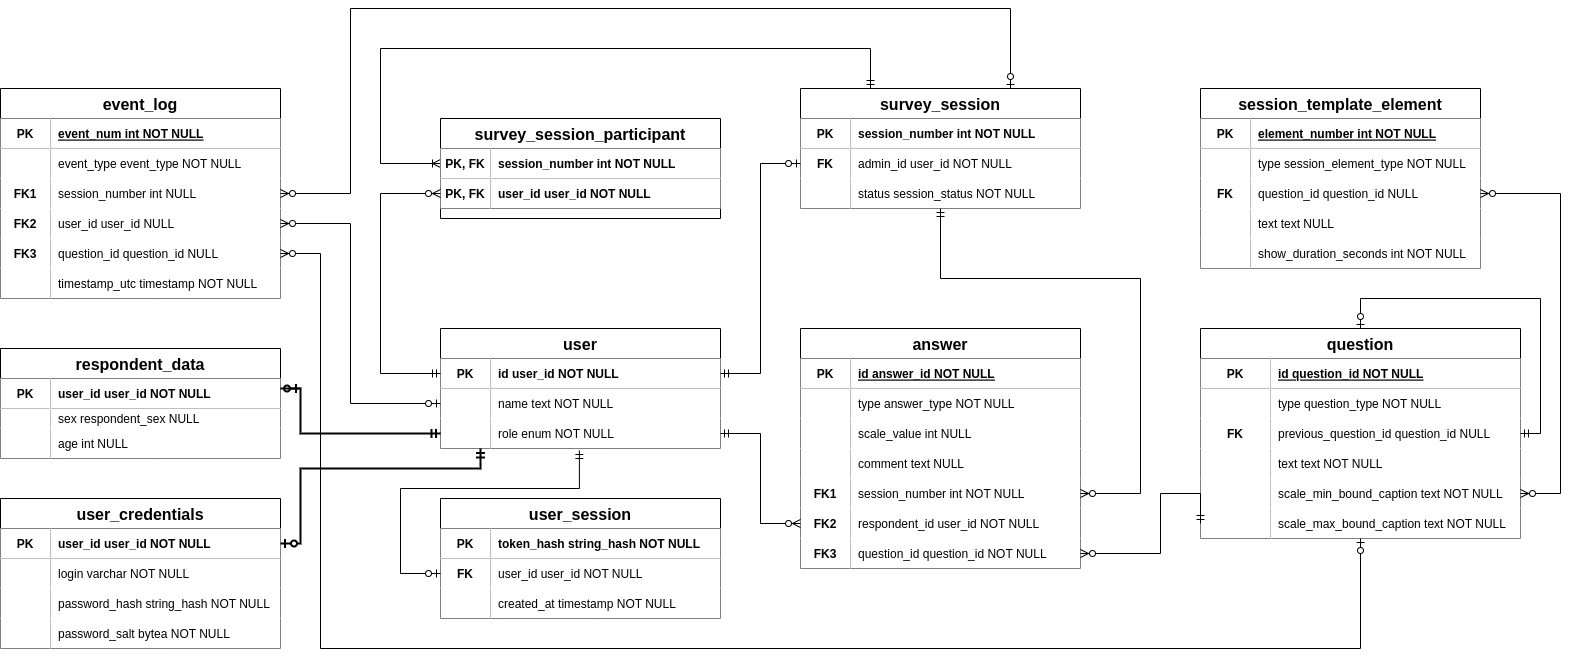 event_log
PK event_num int NOT NULL
event_type event_type NOT NULL
FK1 session_number int NULL
FK2 user_id user_id NULL
FK3 question_id question_id NULL
timestamp_utc timestamp NOT NULL
survey_session_participant
PK, FK session_number int NOT NULL
PK, FK user_id user_id NOT NULL
survey_session
PK session_number int NOT NULL
FK admin_id user_id NOT NULL
status session_status NOT NULL
session_template_element
PK element_number int NOT NULL
type session_element_type NOT NULL
FK question_id question_id NULL
text text NULL
show_duration_seconds int NOT NULL
respondent_data
PK user_id user_id NOT NULL
sex respondent_sex NULL
age int NULL
user
PK id user_id NOT NULL
name text NOT NULL
role enum NOT NULL
answer
PK id answer_id NOT NULL
type answer_type NOT NULL
scale_value int NULL
comment text NULL
FK1 session_number int NOT NULL
FK2 respondent_id user_id NOT NULL
FK3 question_id question_id NOT NULL
question
PK id question_id NOT NULL
type question_type NOT NULL
FK previous_question_id question_id NULL
text text NOT NULL
scale_min_bound_caption text NOT NULL
scale_max_bound_caption text NOT NULL
user_credentials
PK user_id user_id NOT NULL
login varchar NOT NULL
password_hash string_hash NOT NULL
password_salt bytea NOT NULL
user_session
PK token_hash string_hash NOT NULL
FK user_id user_id NOT NULL
created_at timestamp NOT NULL